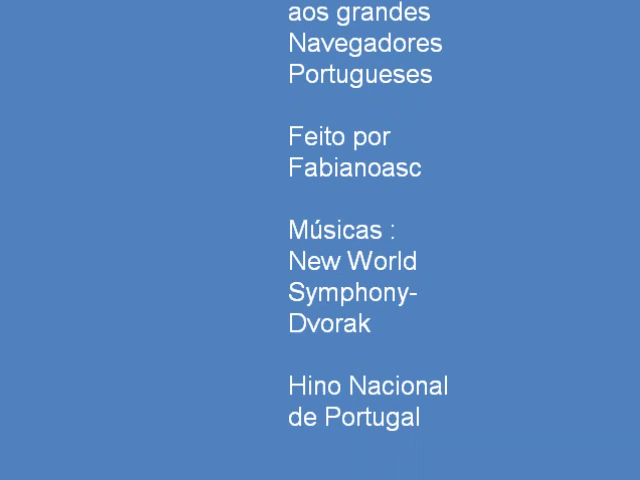 aos grandes
Navegadores
Portugueses
Feito por
Fabianoasc
Músicas :
New World
Symphony-
Dvorak
Hino Nacional
de Portugal